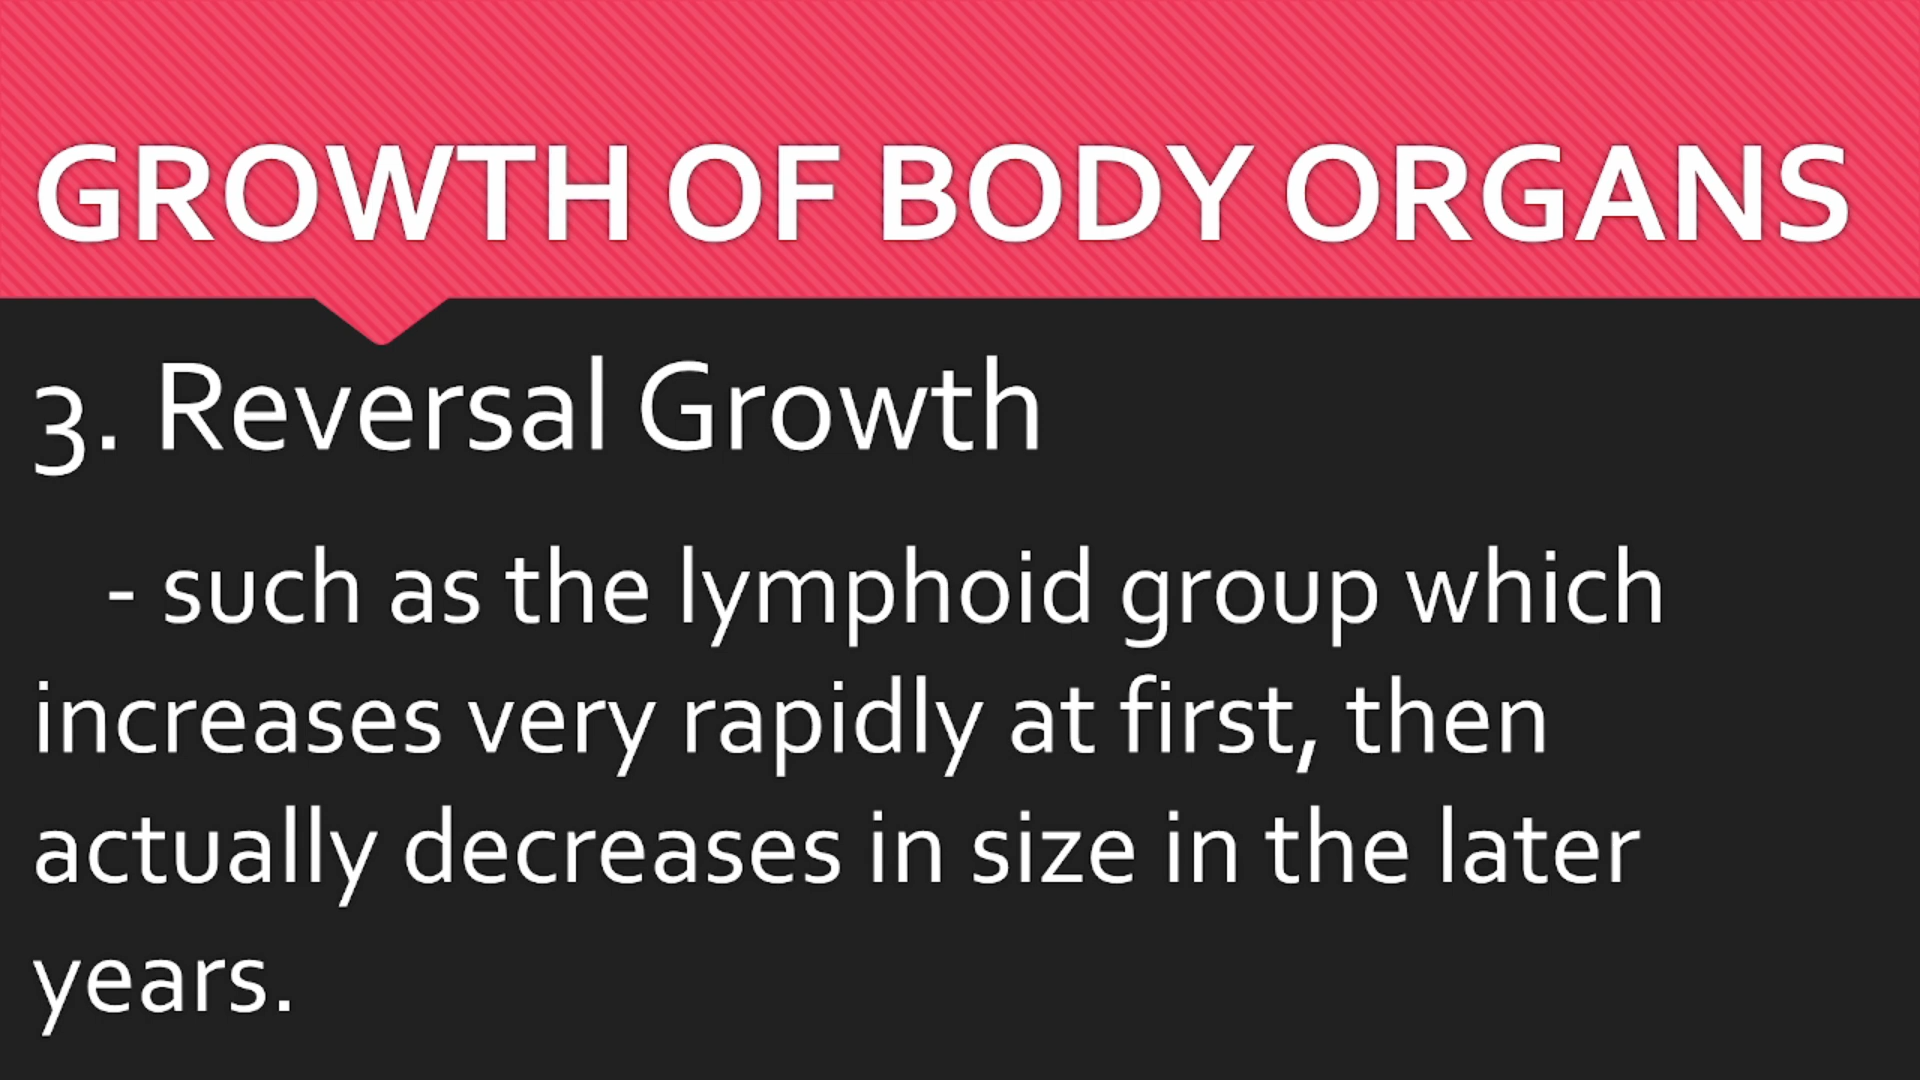 GROWTH OF BODY ORGANS
3. Reversal Growth
- such as the lymphoid group which
increases very rapidly at first, then
actually decreases in size in the later
years.